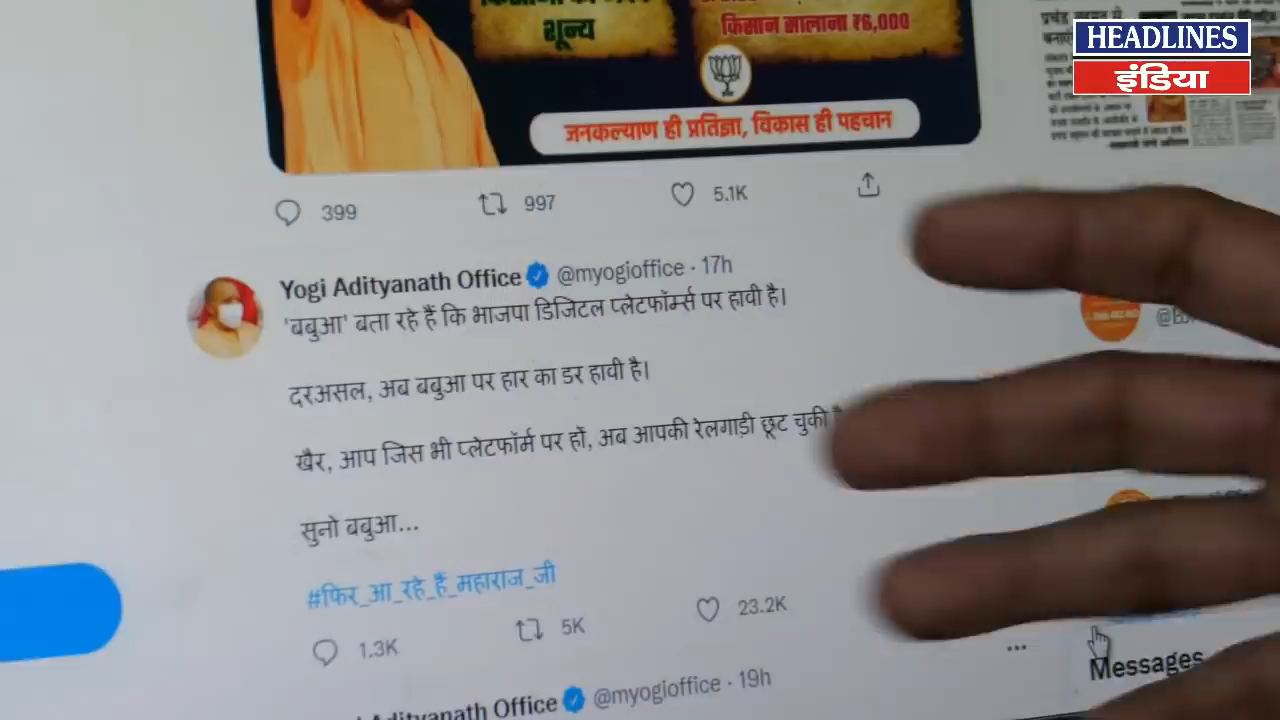 शून्य
किसान सालाना ₹6,000
HEADLINES
इंडिया
जनकल्याण ही प्रतिज्ञा, विकास ही पहचान
399 997 5.1K
Yogi Adityanath Office @myogioffice · 17h
'बबुआ' बता रहे हैं कि भाजपा डिजिटल प्लेटफॉर्म्स पर हावी है।
दरअसल, अब बबुआ पर हार का डर हावी है।
खैर, आप जिस भी प्लेटफॉर्म पर हों, अब आपकी रेलगाड़ी छूट चुकी
सुनो बबुआ...
#फिर_आ_रहे_हैं_महाराज_जी
1.3K 5K 23.2K
Messages
Adityanath Office @myogioffice · 19h